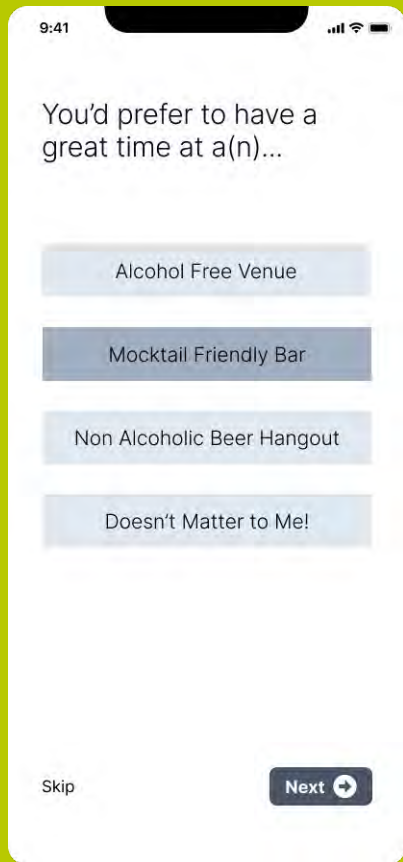 9:41
You’d prefer to have a
great time at a(n)...
Alcohol Free Venue
Mocktail Friendly Bar
Non Alcoholic Beer Hangout
Doesn’t Matter to Me!
Skip
Next